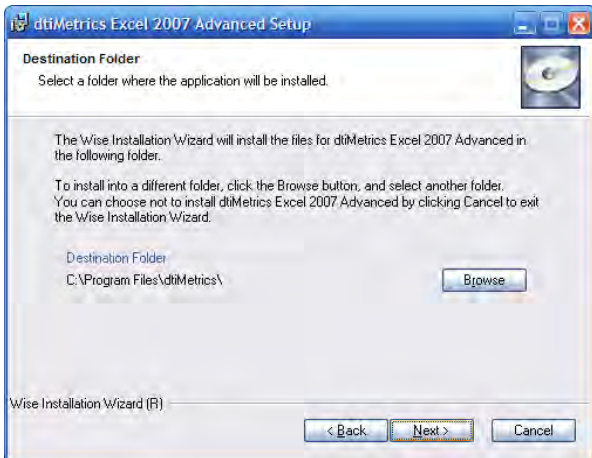 dtiMetrics Excel 2007 Advanced Setup
Destination Folder
Select a folder where the application will be installed.
The Wise Installation Wizard will install the files for dtiMetrics Excel 2007 Advanced in
the following folder.
To install into a different folder, click the Browse button, and select another folder.
You can choose not to install dtiMetrics Excel 2007 Advanced by clicking Cancel to exit
the Wise Installation Wizard.
Destination Folder
C:\Program Files\dtiMetrics\
Browse
Wise Installation Wizard (R)
< Back
Next >
Cancel